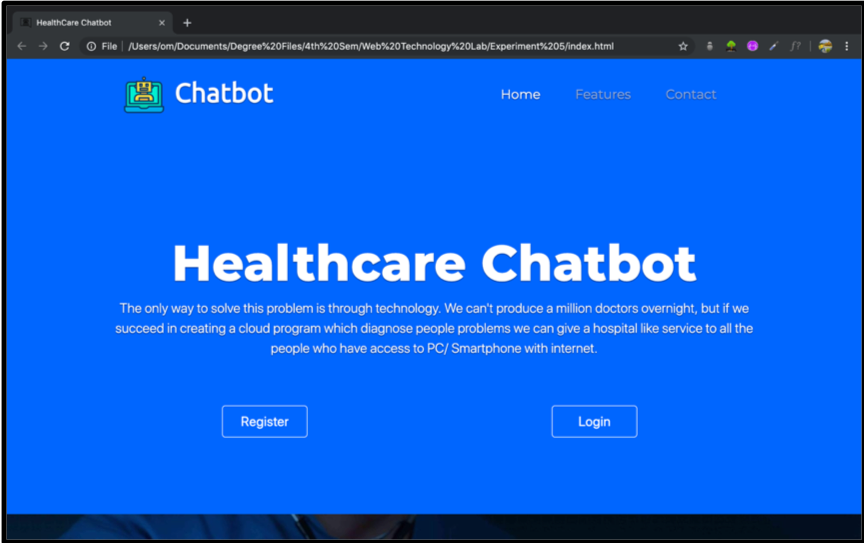 HealthCare Chatbot
File /Users/om/Documents/Degree%20Files/4th%20Sem/Web%20Technology%20Lab/Experiment%205/index.html
Chatbot
Home Features Contact
Healthcare Chatbot
The only way to solve this problem is through technology. We can't produce a million doctors overnight, but if we
succeed in creating a cloud program which diagnose people problems we can give a hospital like service to all the
people who have access to PC/ Smartphone with internet.
Register Login